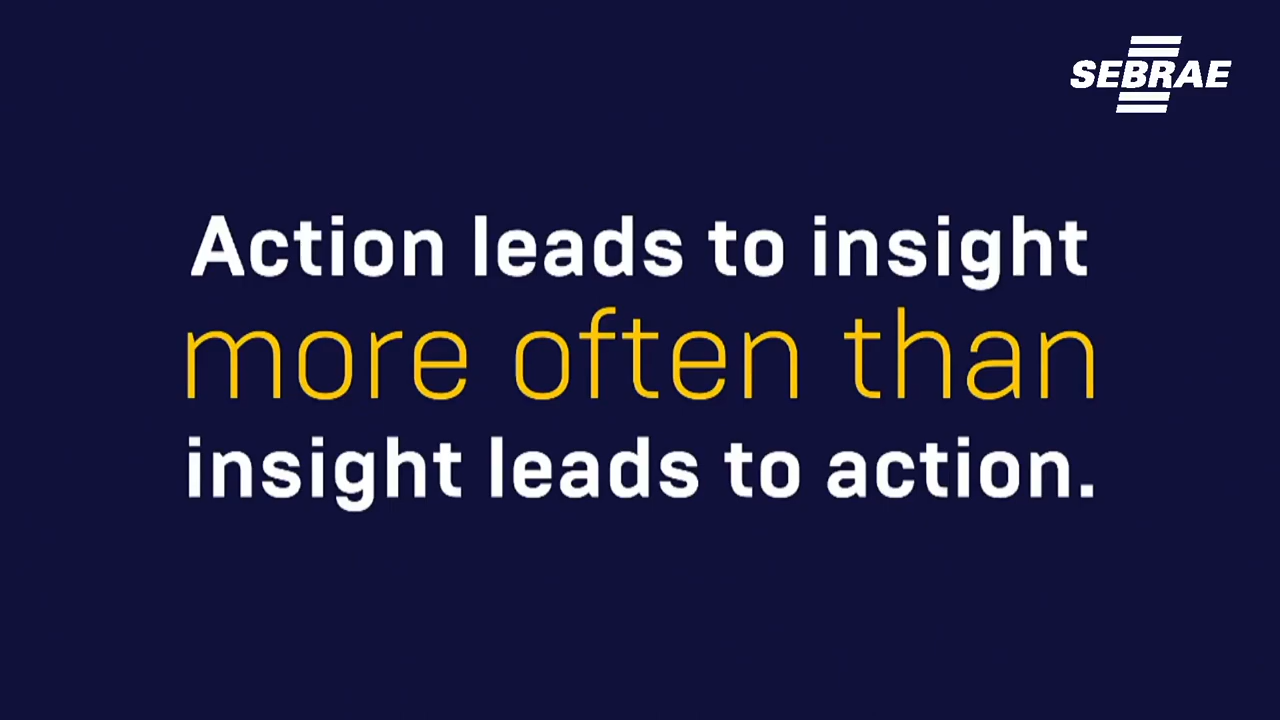 SEBRAE
Action leads to insight
more often than
insight leads to action.